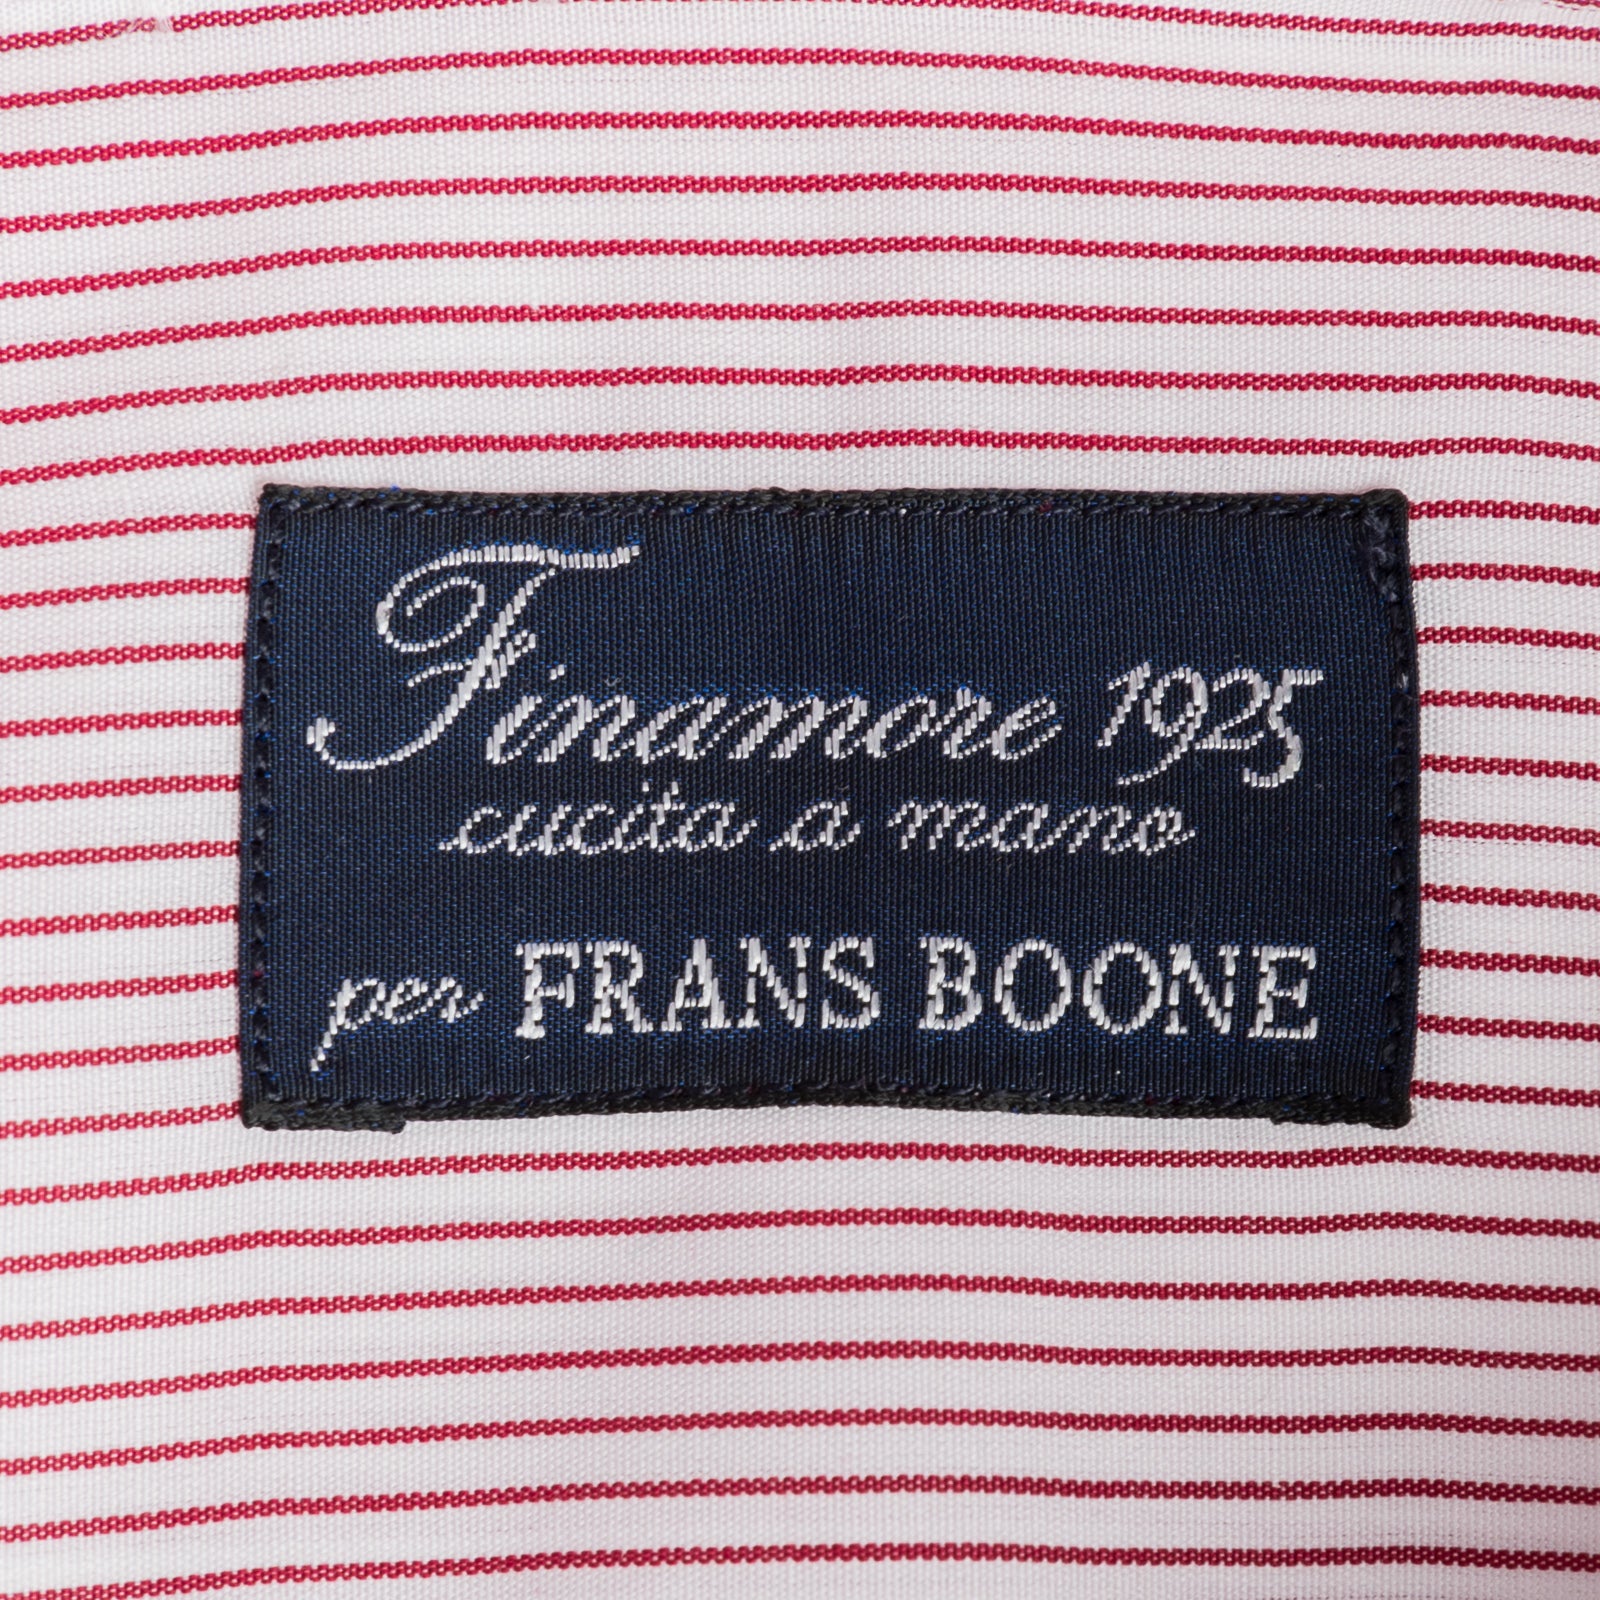 Finamore 1925
cucita a mano
per FRANS BOONE